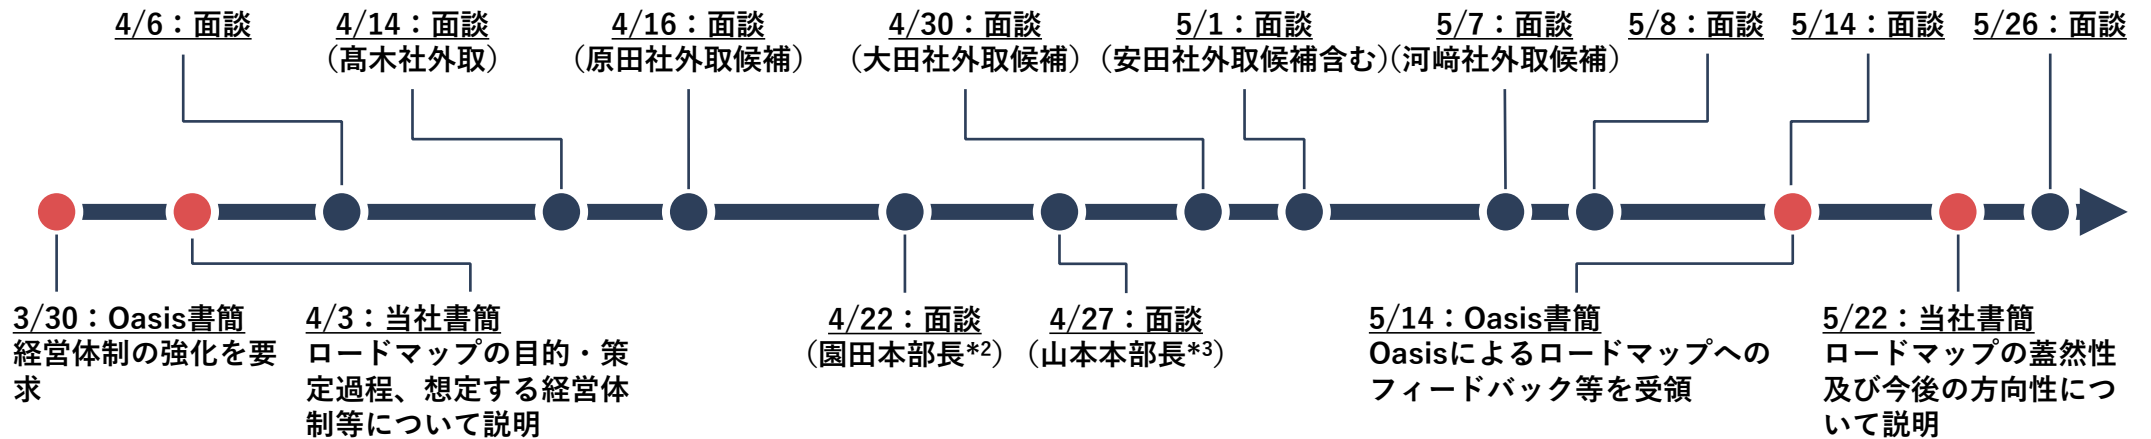 4/6：面談
4/14：面談
（髙木社外取）
4/16：面談
（原田社外取候補）
4/30：面談
（大田社外取候補）
5/1：面談
（安田社外取候補含む）
5/7：面談
（河﨑社外取候補）
5/8：面談
5/14：面談
5/26：面談
3/30：Oasis書簡
経営体制の強化を要
求
4/3：当社書簡
ロードマップの目的・策
定過程、想定する経営体
制等について説明
4/22：面談
（園田本部長*2）
4/27：面談
（山本本部長*3）
5/14：Oasis書簡
Oasisによるロードマップへの
フィードバック等を受領
5/22：当社書簡
ロードマップの蓋然性
及び今後の方向性につ
いて説明